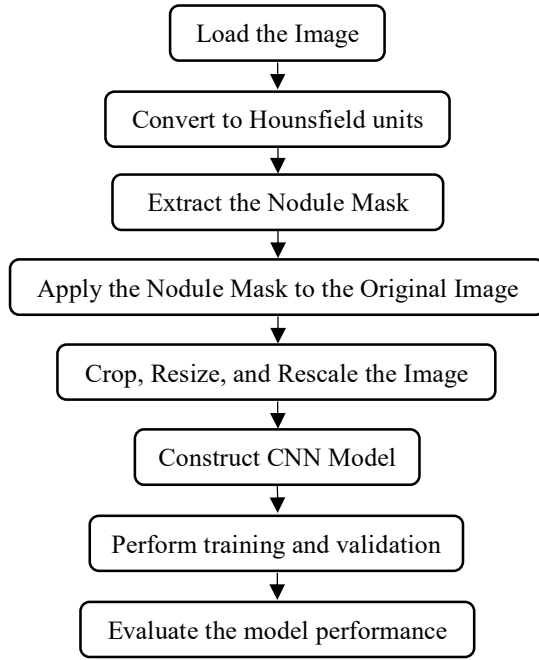 Load the Image
Convert to Hounsfield units
Extract the Nodule Mask
Apply the Nodule Mask to the Original Image
Crop, Resize, and Rescale the Image
Construct CNN Model
Perform training and validation
Evaluate the model performance